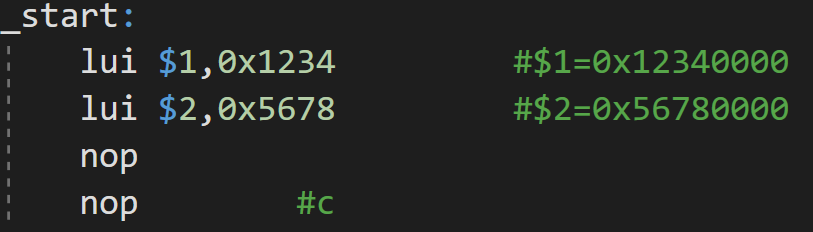 _start:
lui $1,0x1234 #$1=0x12340000
lui $2,0x5678 #$2=0x56780000
nop
nop #c